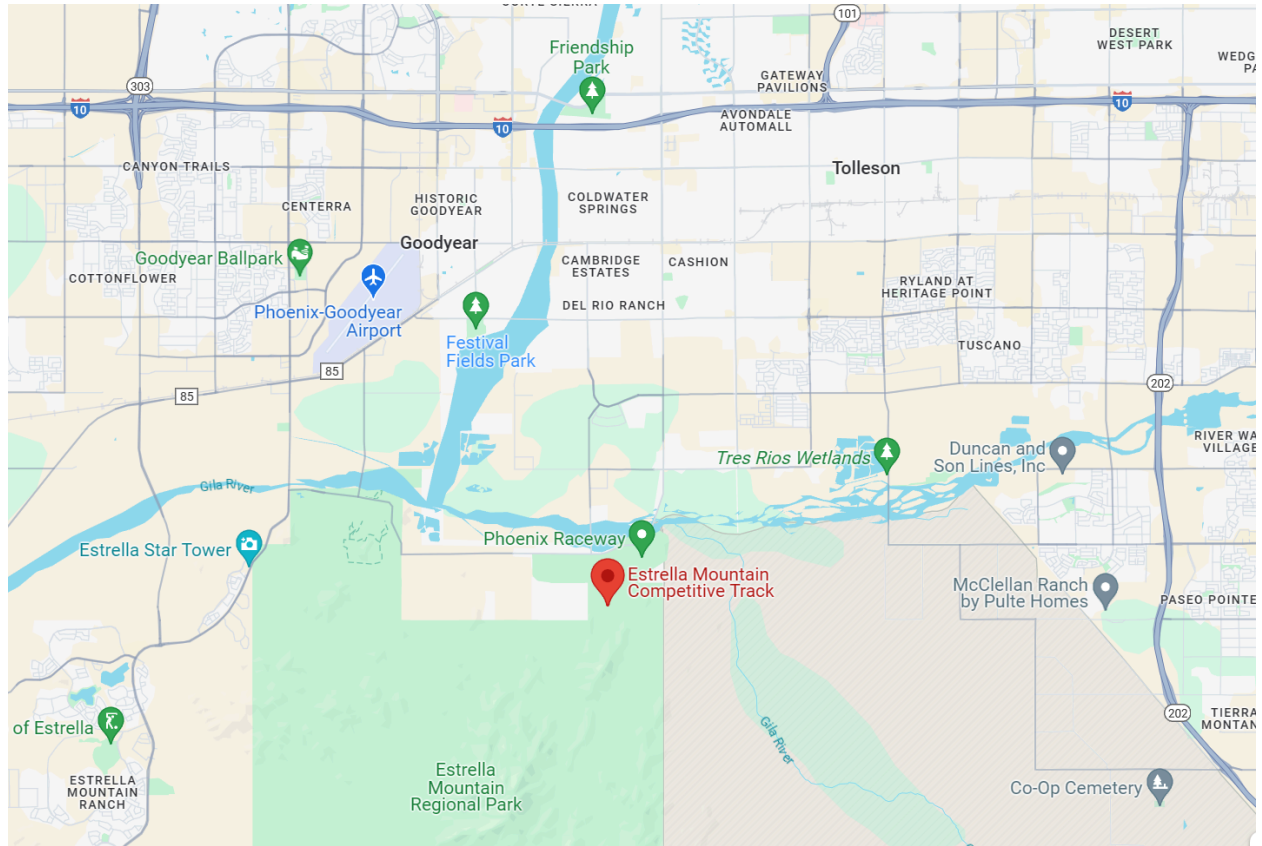 Friendship
Park
101
DESERT
WEST PARK
303
GATEWAY
PAVILIONS
10
10
10
AVONDALE
AUTOMALL
CANYON TRAILS
Tolleson
CENTERRA
HISTORIC
GOODYEAR
COLDWATER
SPRINGS
Goodyear
Goodyear Ballpark
COTTONFLOWER
CAMBRIDGE
ESTATES
CASHION
RYLAND AT
HERITAGE POINT
Phoenix-Goodyear
Airport
DEL RIO RANCH
Festival
Fields Park
TUSCANO
85
85
202
Tres Rios Wetlands
Duncan and
Son Lines, Inc
RIVER WA
VILLAGE
Gila River
Estrella Star Tower
Phoenix Raceway
Estrella Mountain
Competitive Track
McClellan Ranch
by Pulte Homes
PASEO POINTE
of Estrella
Gila River
202
TIERRA
MONTAN
ESTRELLA
MOUNTAIN
RANCH
Estrella
Mountain
Regional Park
Co-Op Cemetery